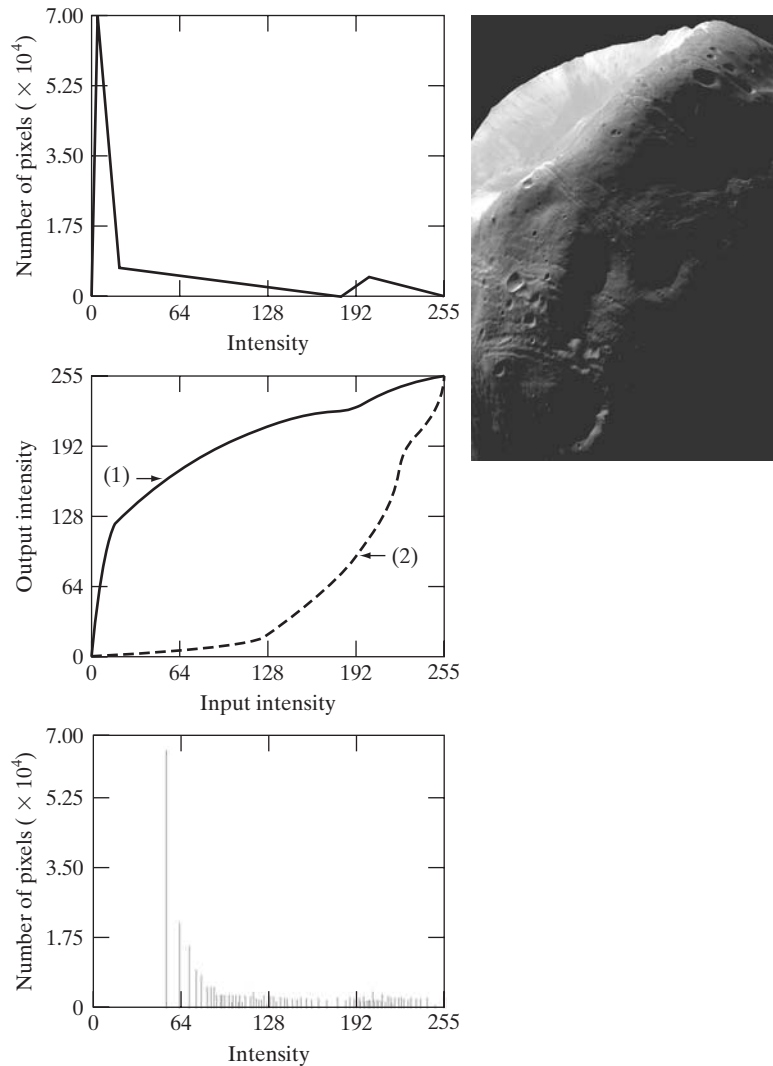 7.00
5.25
3.50
1.75
0
Number of pixels ( × 10⁴)
0 64 128 192 255
Intensity
255
192
128
64
0
Output intensity
(1)
(2)
0 64 128 192 255
Input intensity
7.00
5.25
3.50
1.75
0
Number of pixels ( × 10⁴)
0 64 128 192 255
Intensity